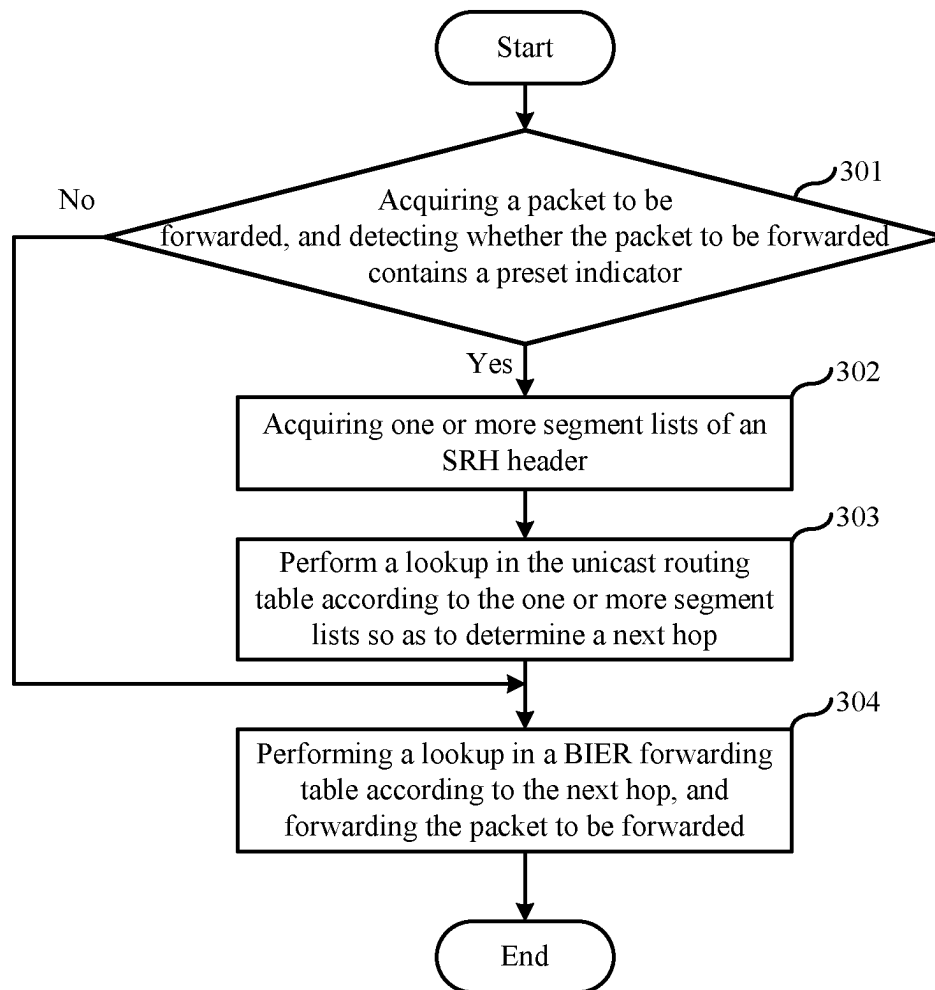 Start
301
No
Acquiring a packet to be
forwarded, and detecting whether the packet to be forwarded
contains a preset indicator
Yes
302
Acquiring one or more segment lists of an
SRH header
303
Perform a lookup in the unicast routing
table according to the one or more segment
lists so as to determine a next hop
304
Performing a lookup in a BIER forwarding
table according to the next hop, and
forwarding the packet to be forwarded
End